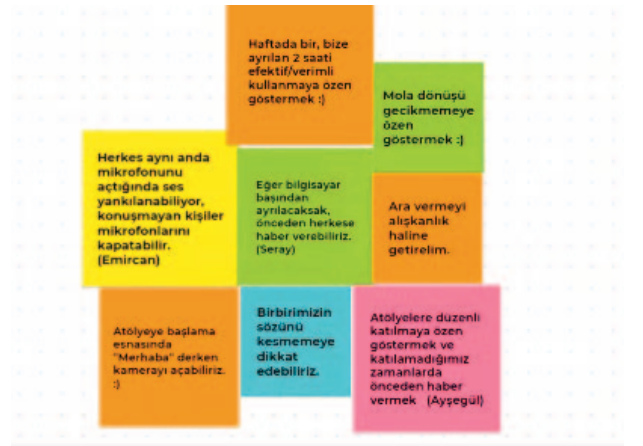 Haftada bir, bize
ayrılan 2 saati
efektif/verimli
kullanmaya özen
göstermek :)
Mola dönüşü
gecikmemeye
özen
göstermek :)
Herkes aynı anda
mikrofonunu
açtığında ses
yankılanabiliyor,
konuşmayan kişiler
mikrofonlarını
kapatabilir.
(Emircan)
Eğer bilgisayar
başından
ayrılacaksak,
önceden herkese
haber verebiliriz.
(Seray)
Ara vermeyi
alışkanlık
haline
getirelim.
Atölyeye başlama
esnasında
"Merhaba" derken
kamerayı açabiliriz.
:)
Birbirimizin
sözünü
kesmemeye
dikkat
edebiliriz.
Atölyelere düzenli
katılmaya özen
göstermek ve
katılamadığımız
zamanlarda
önceden haber
vermek (Ayşegül)